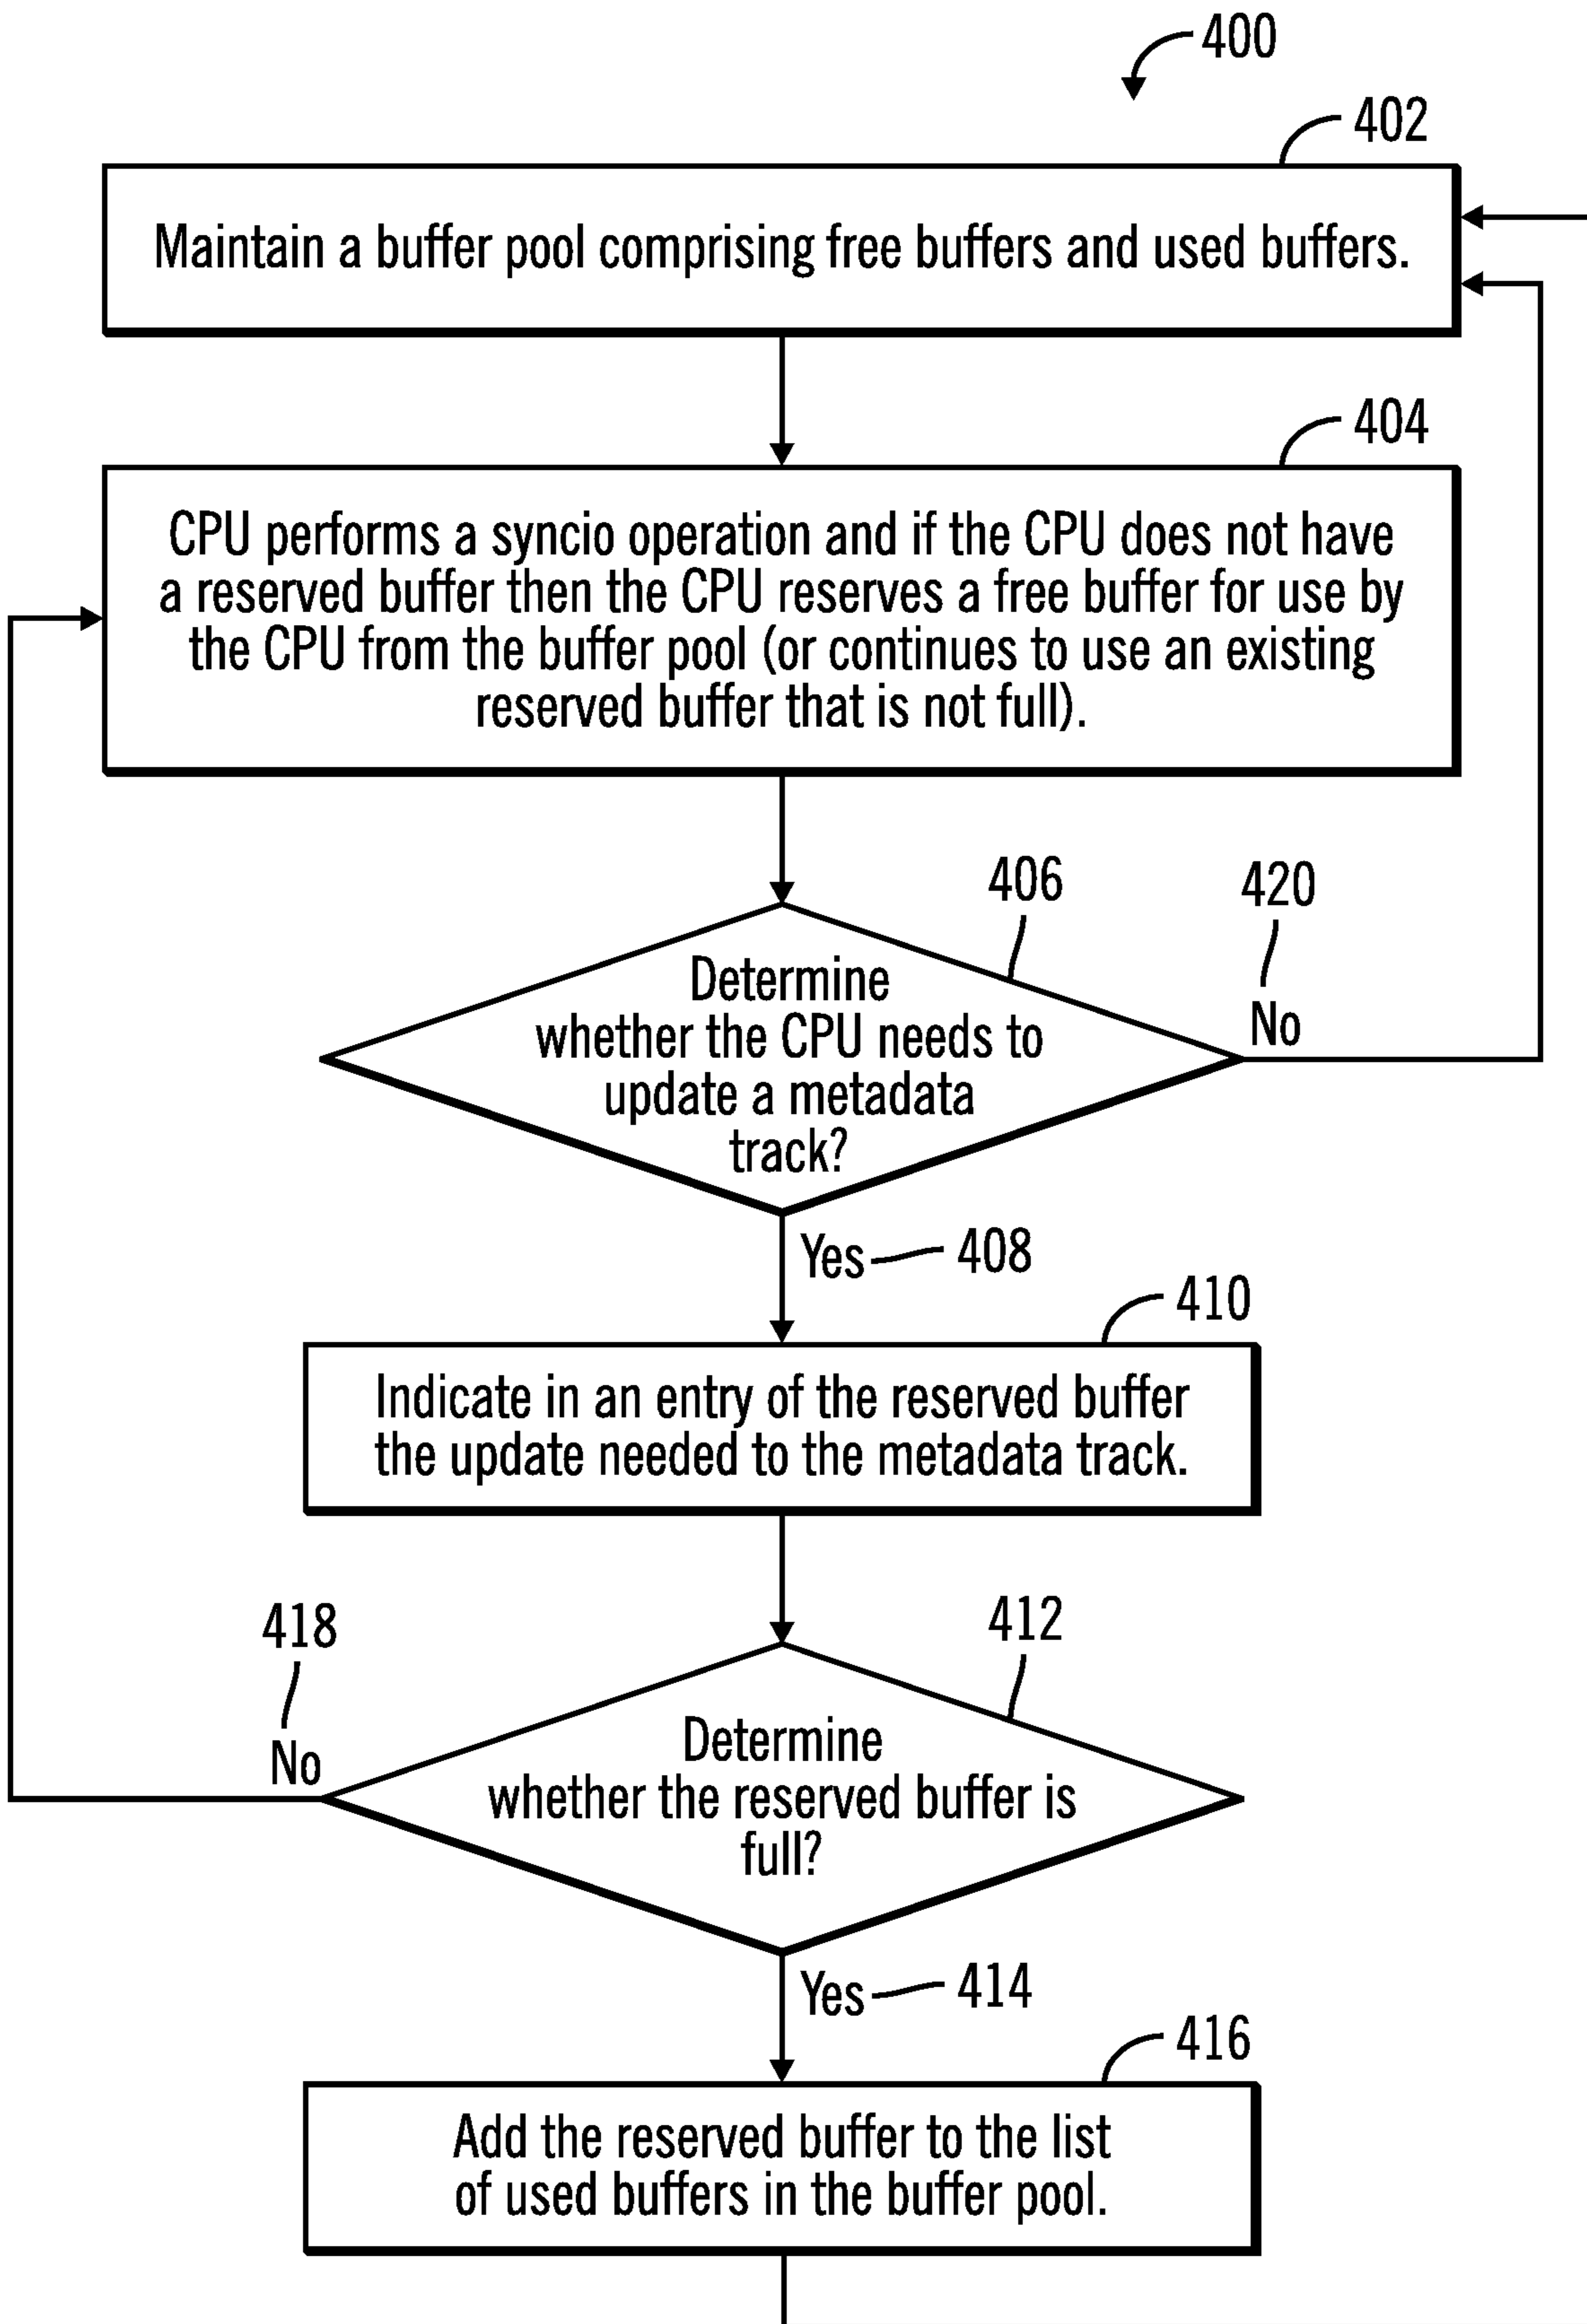 400
402
Maintain a buffer pool comprising free buffers and used buffers.
404
CPU performs a syncio operation and if the CPU does not have
a reserved buffer then the CPU reserves a free buffer for use by
the CPU from the buffer pool (or continues to use an existing
reserved buffer that is not full).
406
420
Determine
whether the CPU needs to
update a metadata
track?
No
Yes
408
410
Indicate in an entry of the reserved buffer
the update needed to the metadata track.
418
412
No
Determine
whether the reserved buffer is
full?
Yes
414
416
Add the reserved buffer to the list
of used buffers in the buffer pool.